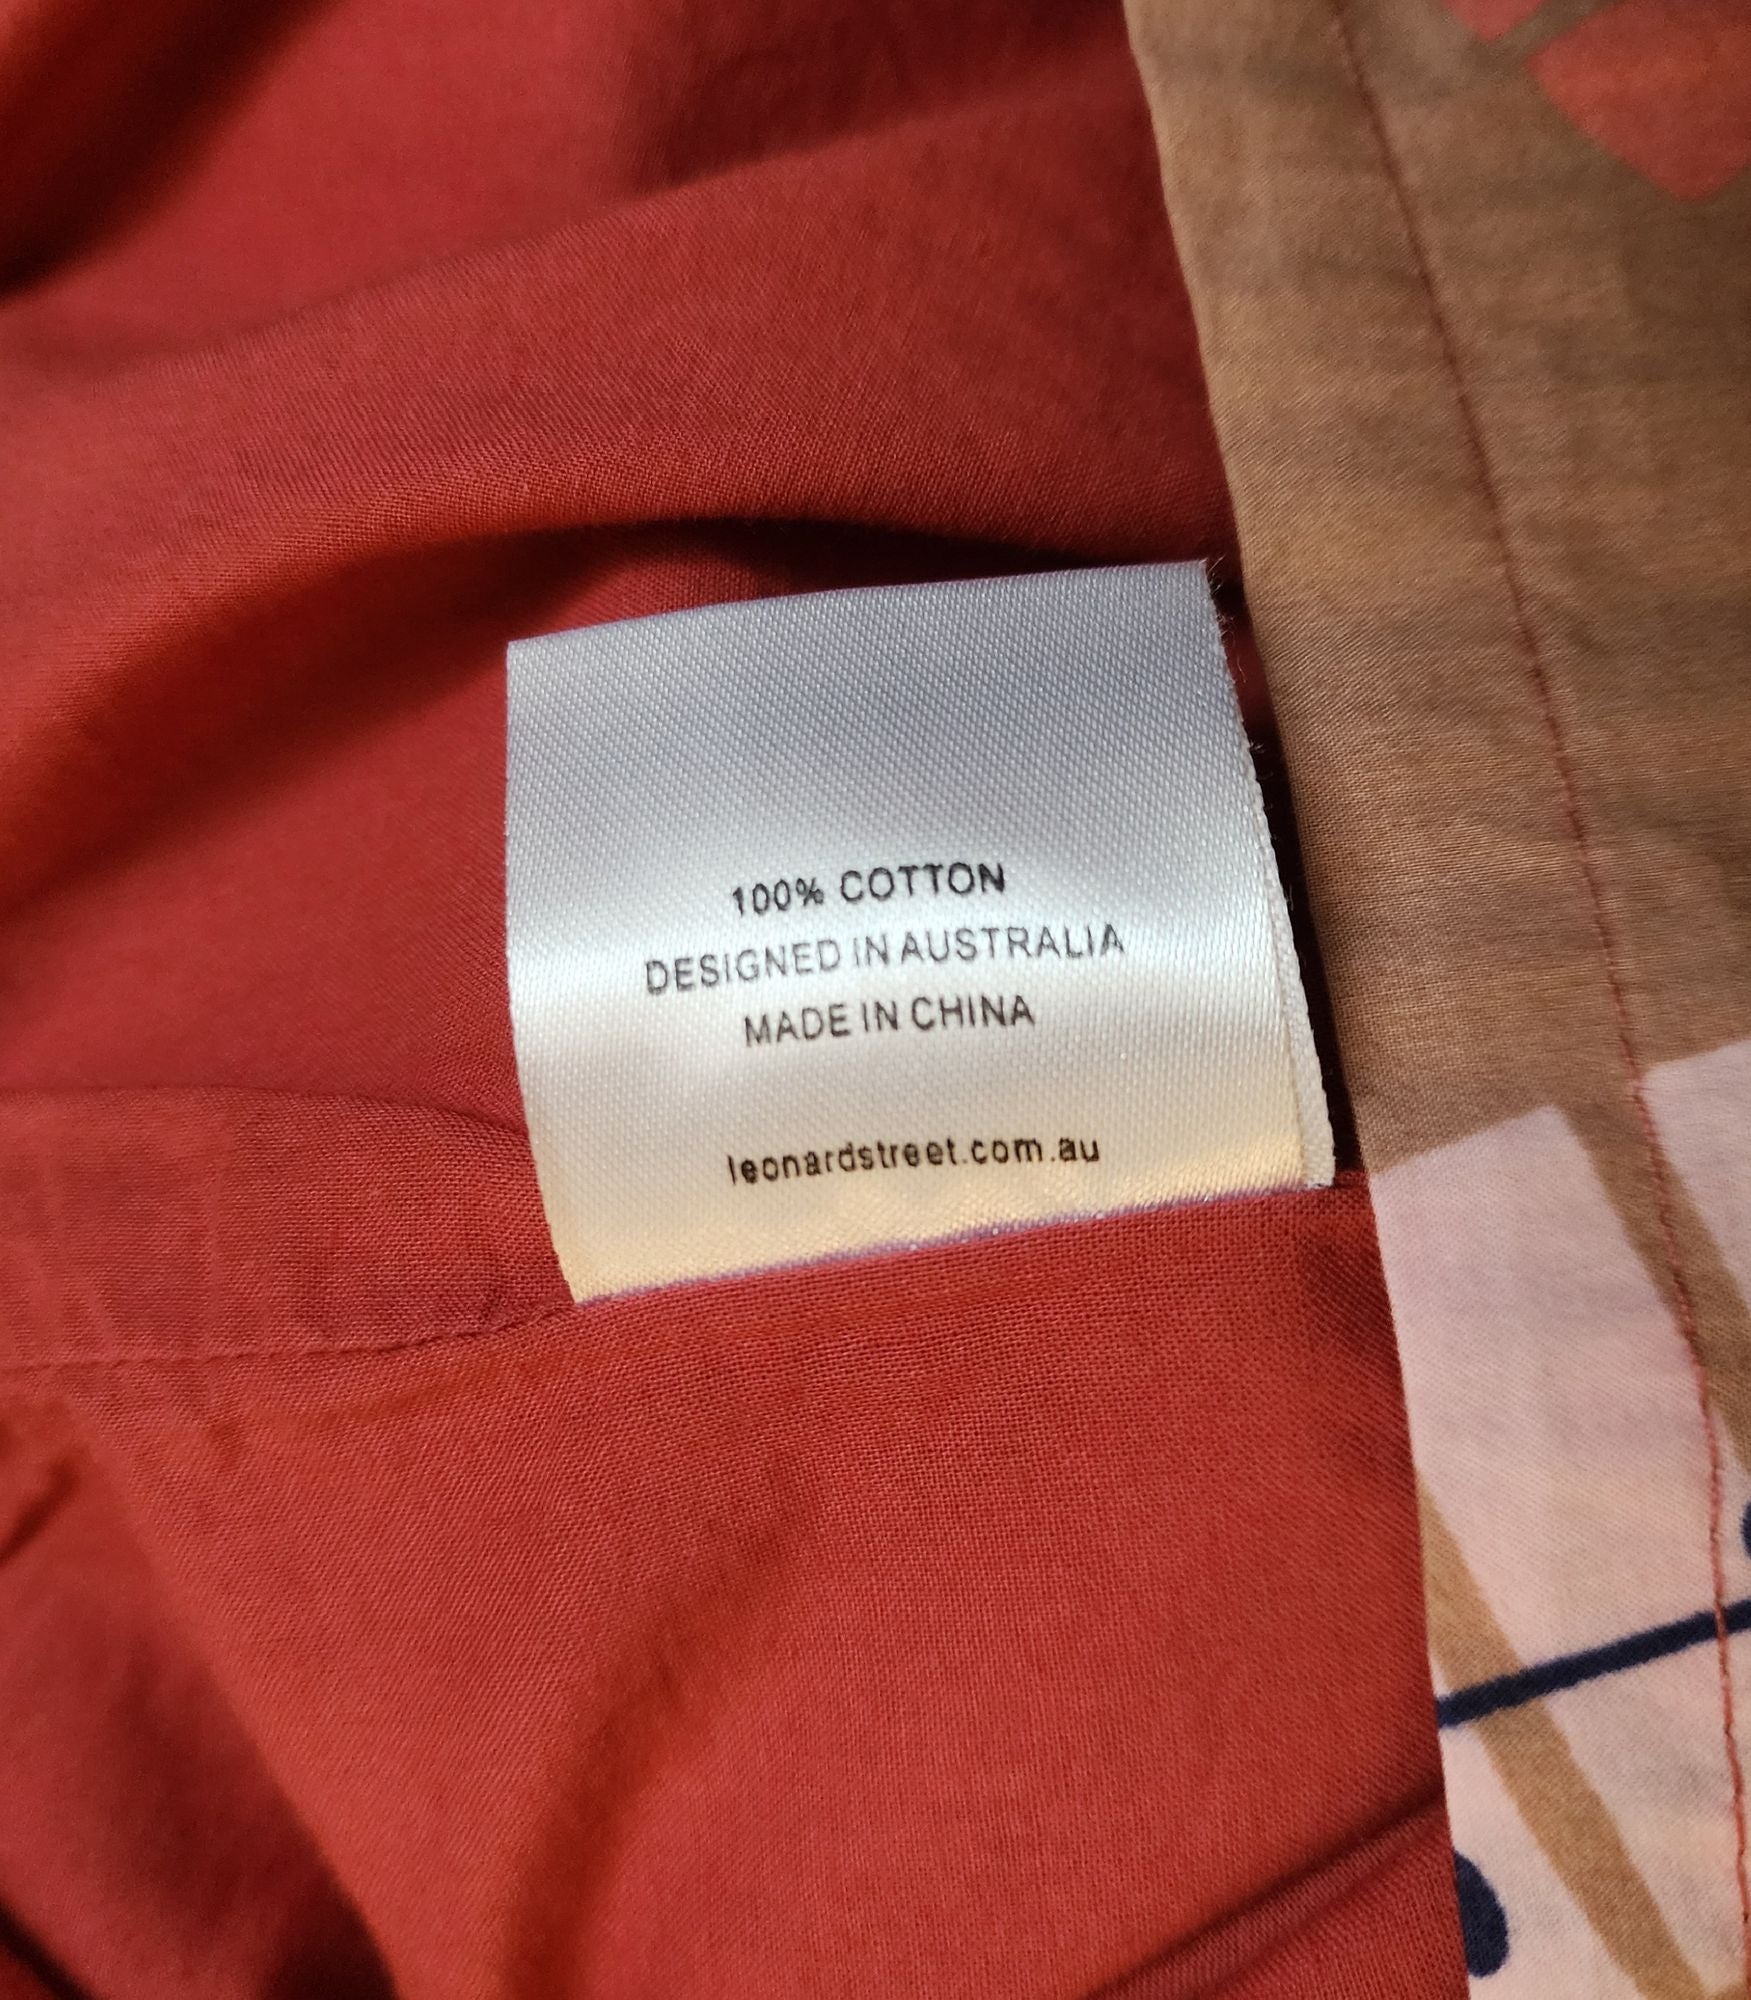 100% COTTON
DESIGNED IN AUSTRALIA
MADE IN CHINA
leonardstreet.com.au